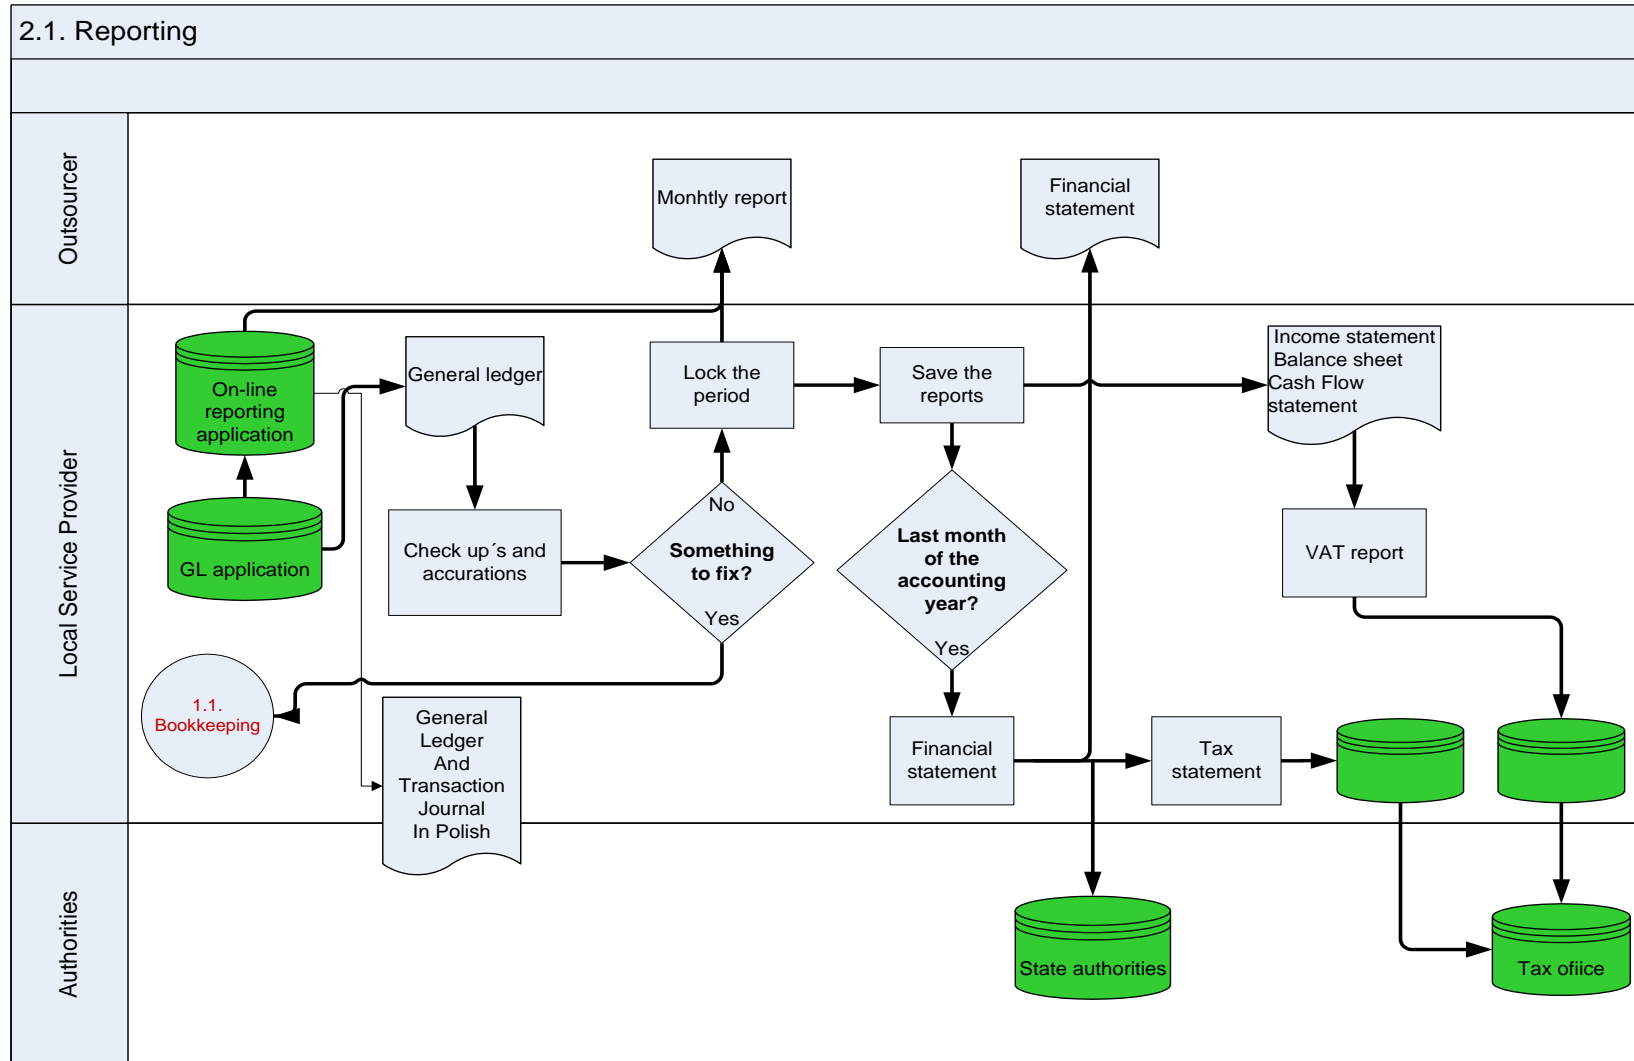 2.1. Reporting
Outsourcer
Monhtly report
Financial
statement
Local Service Provider
On-line
reporting
application
General ledger
Lock the
period
Save the
reports
Income statement
Balance sheet
Cash Flow
statement
GL application
Check up´s and
accurations
No
Something
to fix?
Yes
Last month
of the
accounting
year?
Yes
VAT report
1.1.
Bookkeeping
General
Ledger
And
Transaction
Journal
In Polish
Financial
statement
Tax
statement
Authorities
State authorities
Tax ofiice